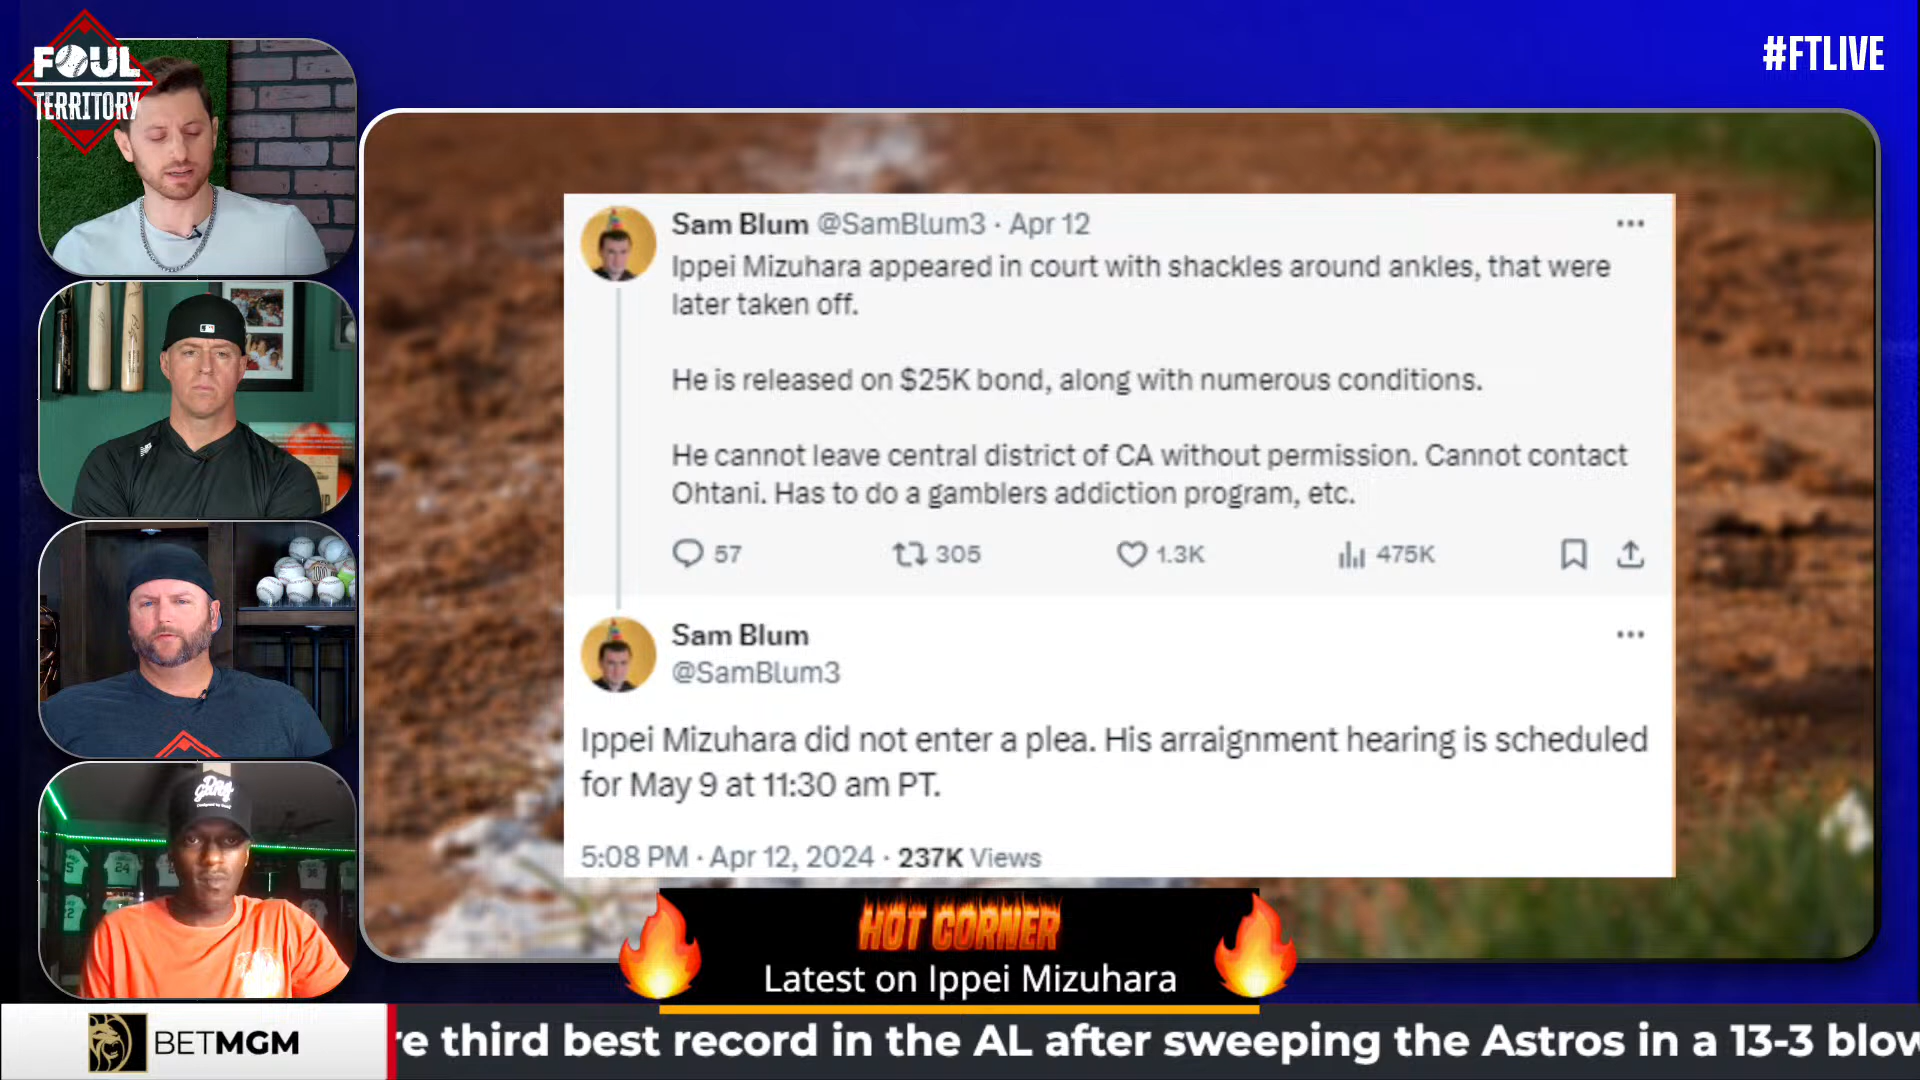 FOUL
TERRITORY
#FTLIVE
Sam Blum @SamBlum3 · Apr 12
Ippei Mizuhara appeared in court with shackles around ankles, that were
later taken off.
He is released on $25K bond, along with numerous conditions.
He cannot leave central district of CA without permission. Cannot contact
Ohtani. Has to do a gamblers addiction program, etc.
57 305 1.3K 475K
Sam Blum
@SamBlum3
Ippei Mizuhara did not enter a plea. His arraignment hearing is scheduled
for May 9 at 11:30 am PT.
5:08 PM · Apr 12, 2024 · 237K Views
HOT CORNER
Latest on Ippei Mizuhara
BETMGM
re third best record in the AL after sweeping the Astros in a 13-3 blow
24